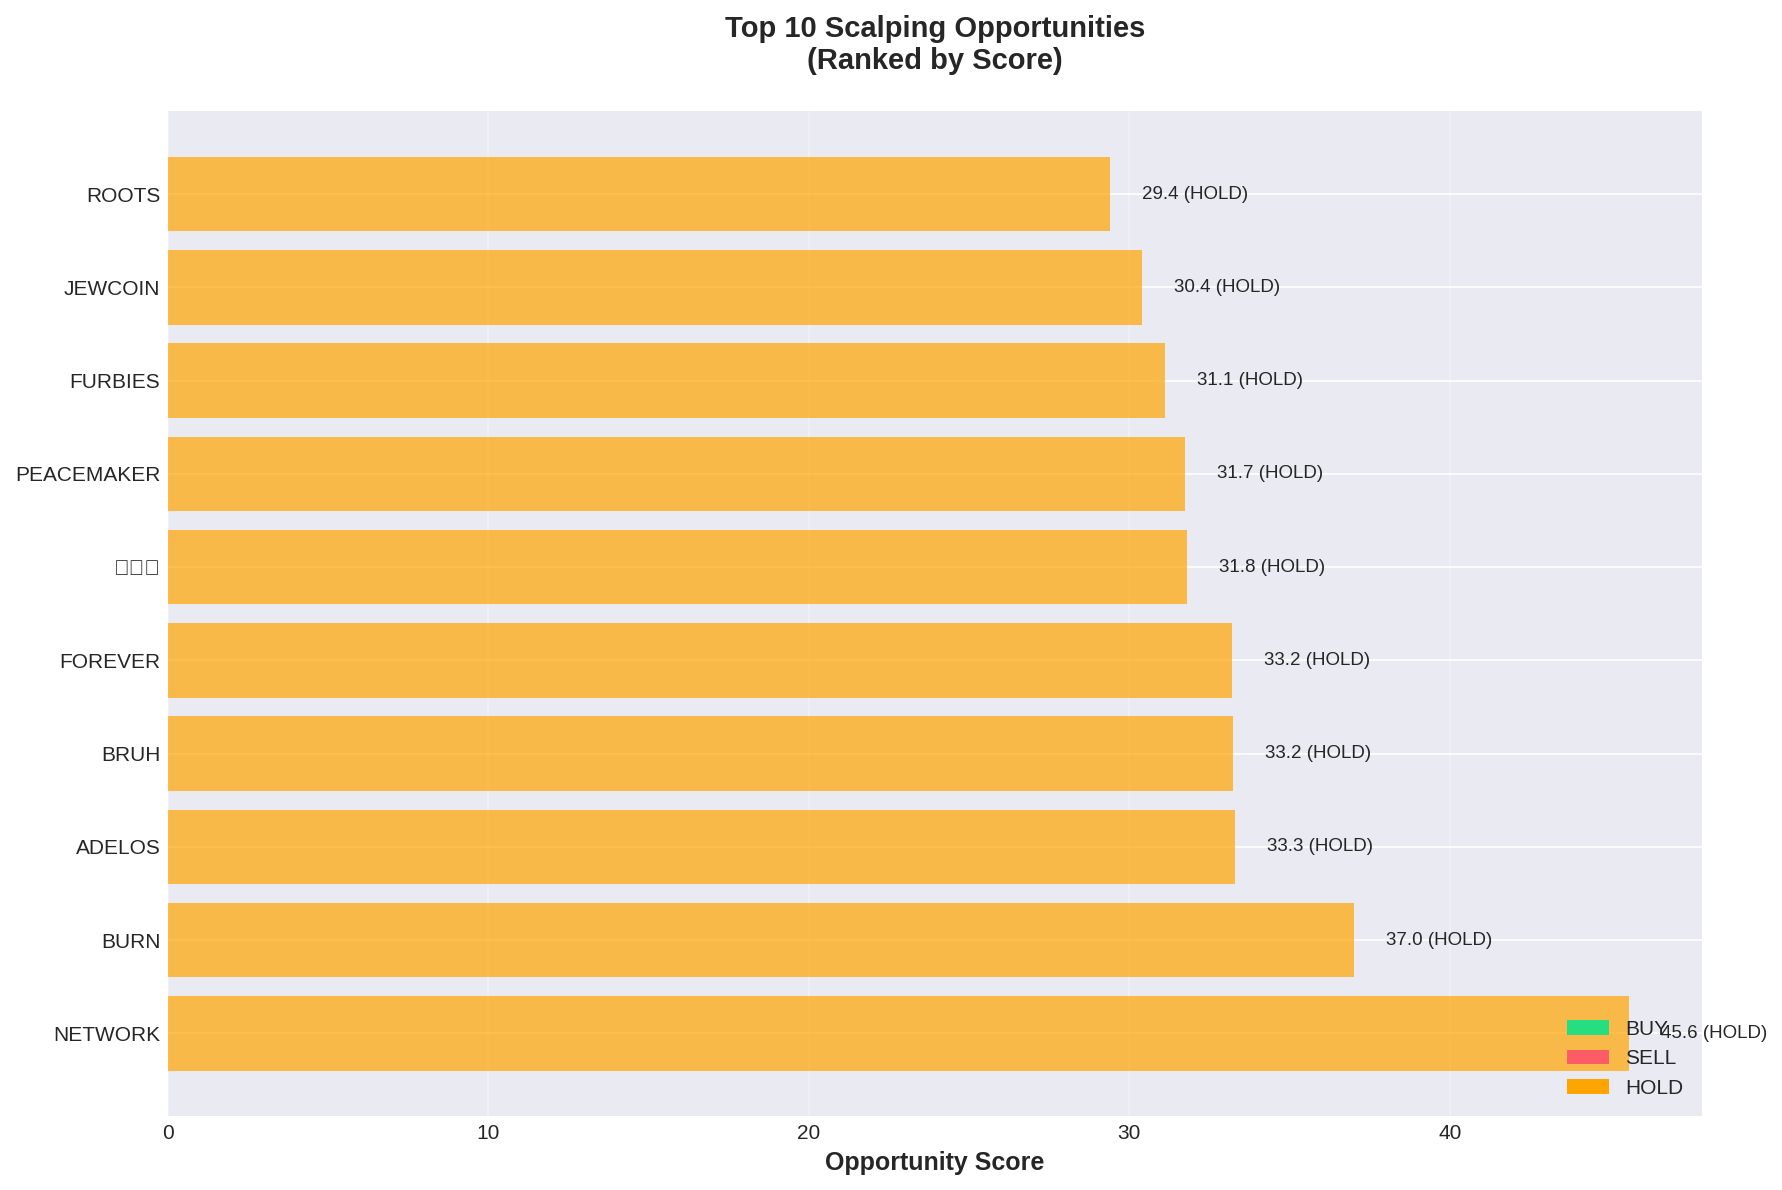 Top 10 Scalping Opportunities
(Ranked by Score)
ROOTS
29.4 (HOLD)
JEWCOIN
30.4 (HOLD)
FURBIES
31.1 (HOLD)
PEACEMAKER
31.7 (HOLD)
31.8 (HOLD)
FOREVER
33.2 (HOLD)
BRUH
33.2 (HOLD)
ADELOS
33.3 (HOLD)
BURN
37.0 (HOLD)
NETWORK
45.6 (HOLD)
BUY
SELL
HOLD
0 10 20 30 40
Opportunity Score